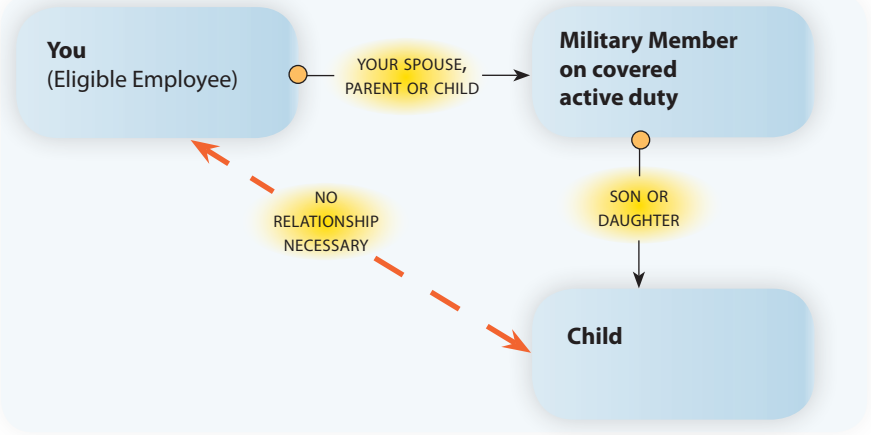 You
(Eligible Employee)
YOUR SPOUSE,
PARENT OR CHILD
Military Member
on covered
active duty
NO
RELATIONSHIP
NECESSARY
SON OR
DAUGHTER
Child